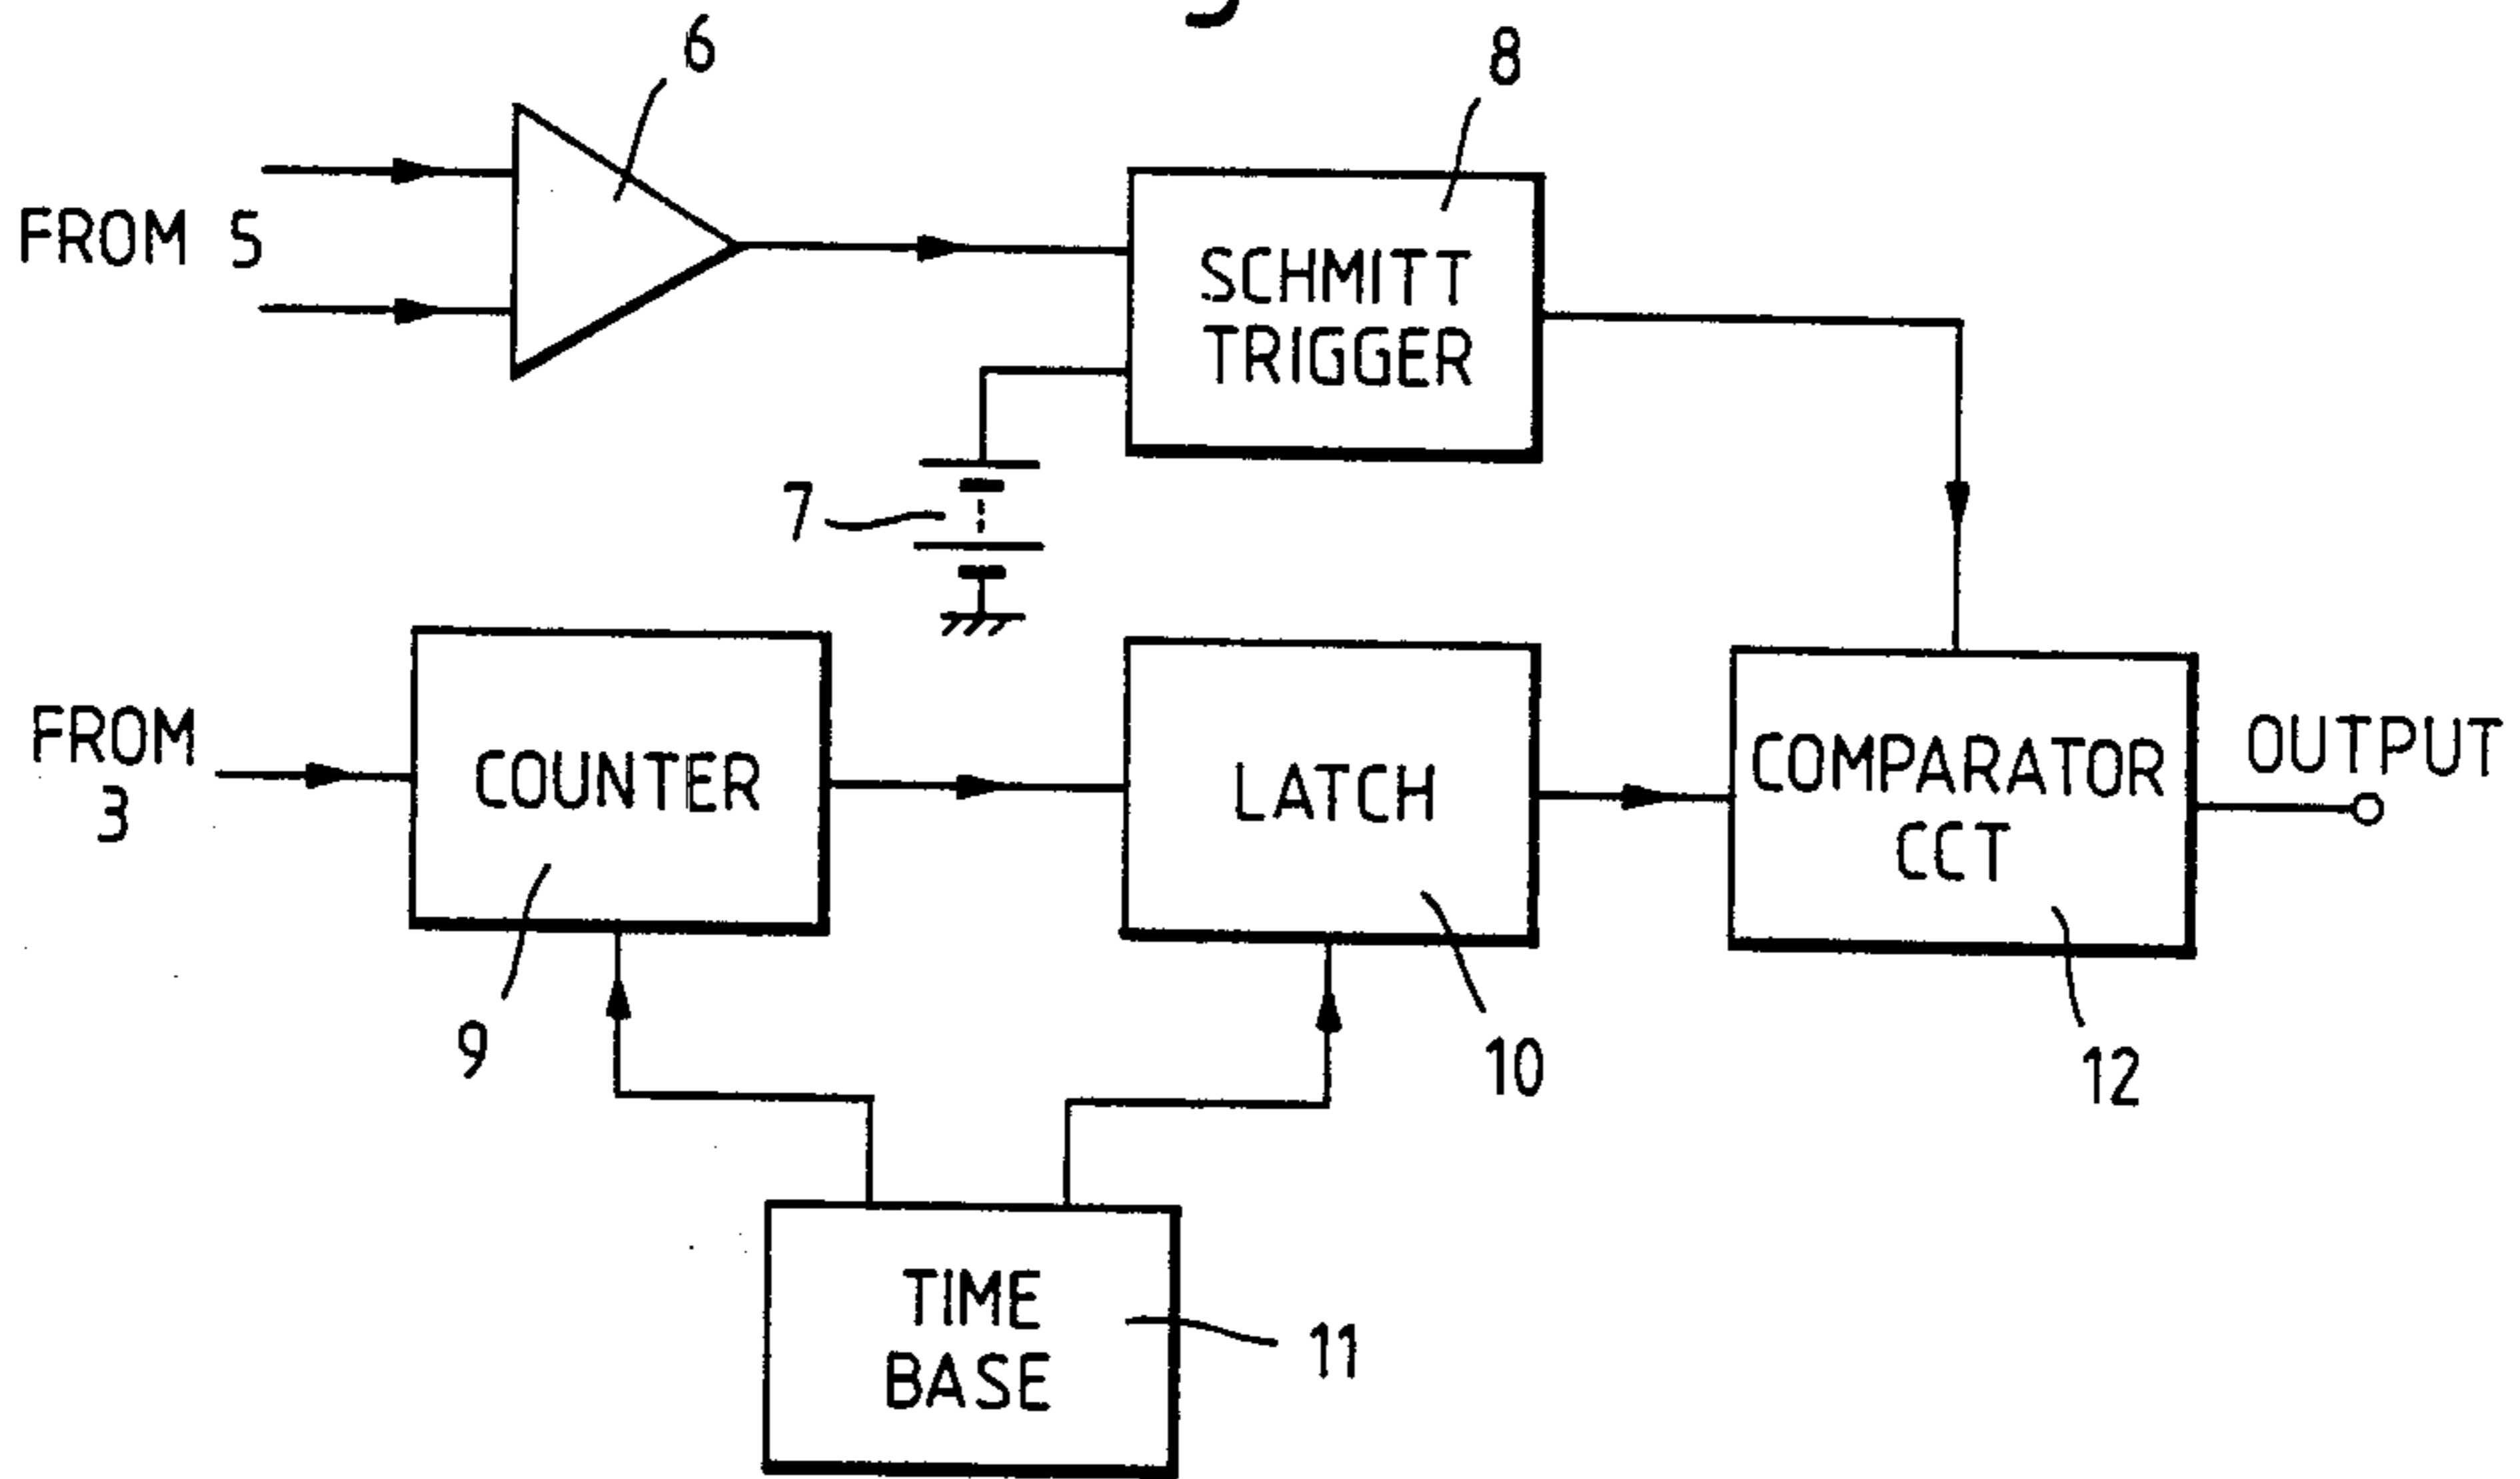 6
8
FROM 5
SCHMITT
TRIGGER
7
FROM
3
COUNTER
LATCH
COMPARATOR
CCT
OUTPUT
9
10
12
TIME
BASE
11